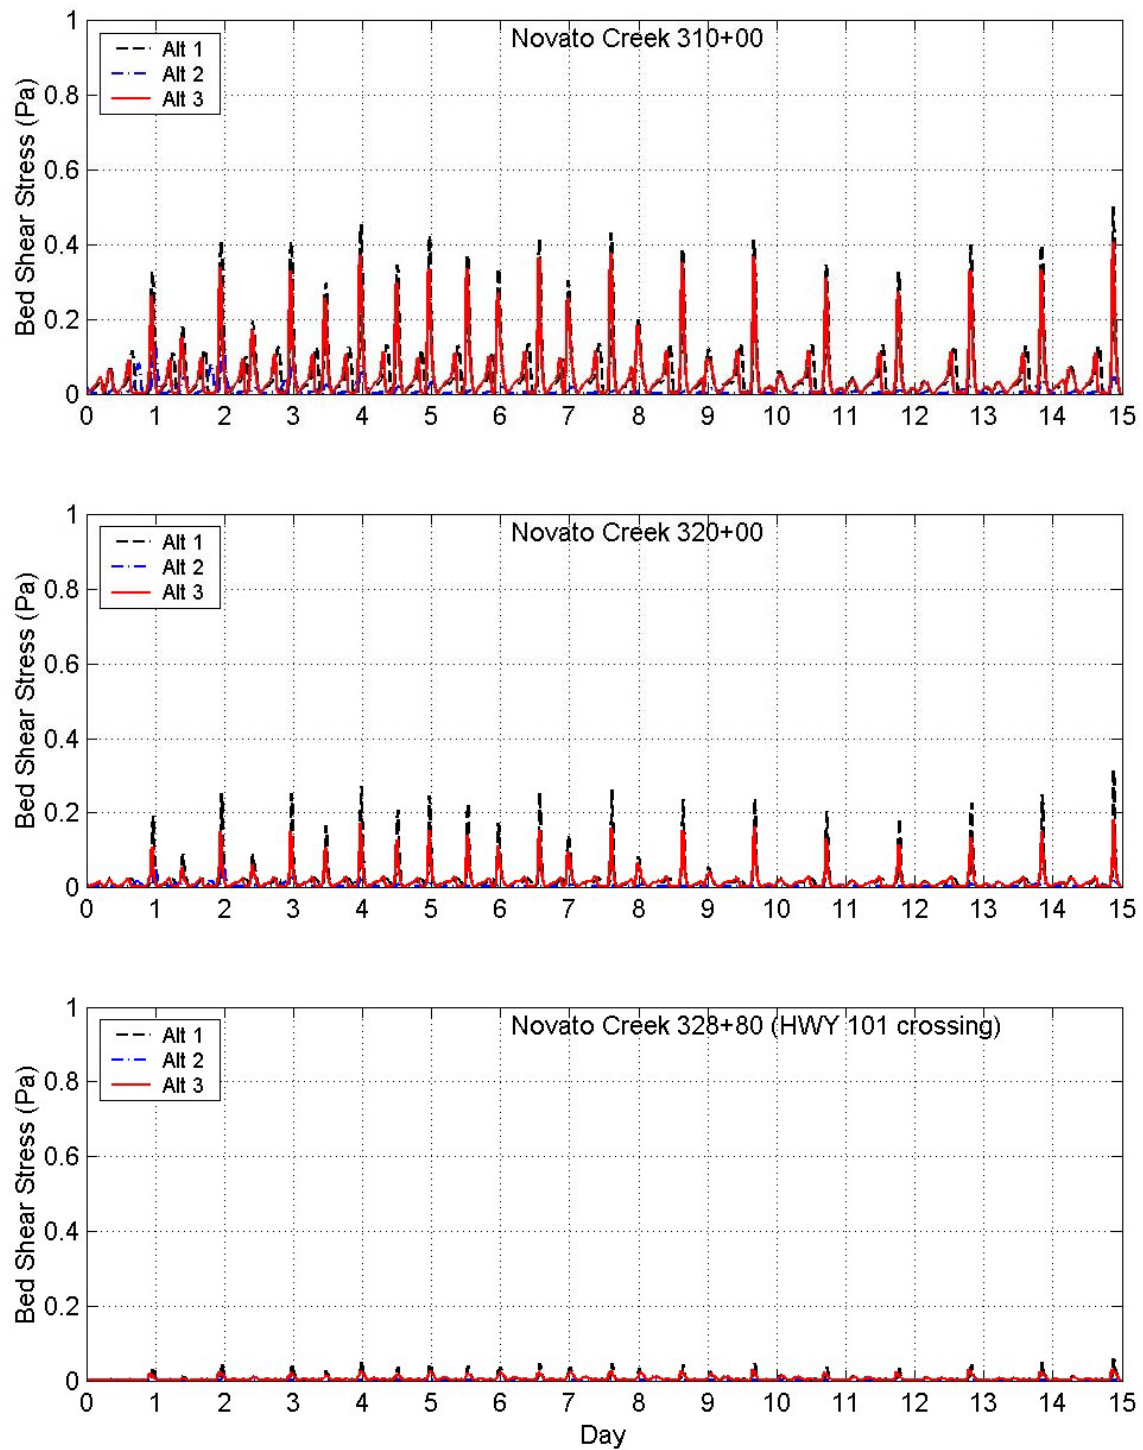 Novato Creek 310+00
Alt 1
Alt 2
Alt 3
Bed Shear Stress (Pa)
1
0.8
0.6
0.4
0.2
0
0 1 2 3 4 5 6 7 8 9 10 11 12 13 14 15
Novato Creek 320+00
Alt 1
Alt 2
Alt 3
Bed Shear Stress (Pa)
1
0.8
0.6
0.4
0.2
0
0 1 2 3 4 5 6 7 8 9 10 11 12 13 14 15
Novato Creek 328+80 (HWY 101 crossing)
Alt 1
Alt 2
Alt 3
Bed Shear Stress (Pa)
1
0.8
0.6
0.4
0.2
0
0 1 2 3 4 5 6 7 8 9 10 11 12 13 14 15
Day